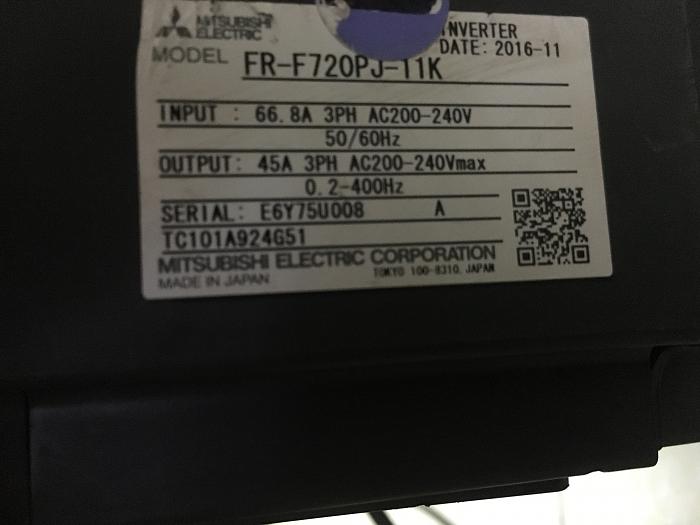 MITSUBISHI
ELECTRIC
NVERTER
DATE: 2016-11
MODEL FR-F720PJ-11K
INPUT : 66.8A 3PH AC200-240V
50/60Hz
OUTPUT: 45A 3PH AC200-240Vmax
0.2-400Hz
SERIAL: E6Y75U008 A
TC101A924G51
MITSUBISHI ELECTRIC CORPORATION
MADE IN JAPAN TOKYO 100-8310, JAPAN